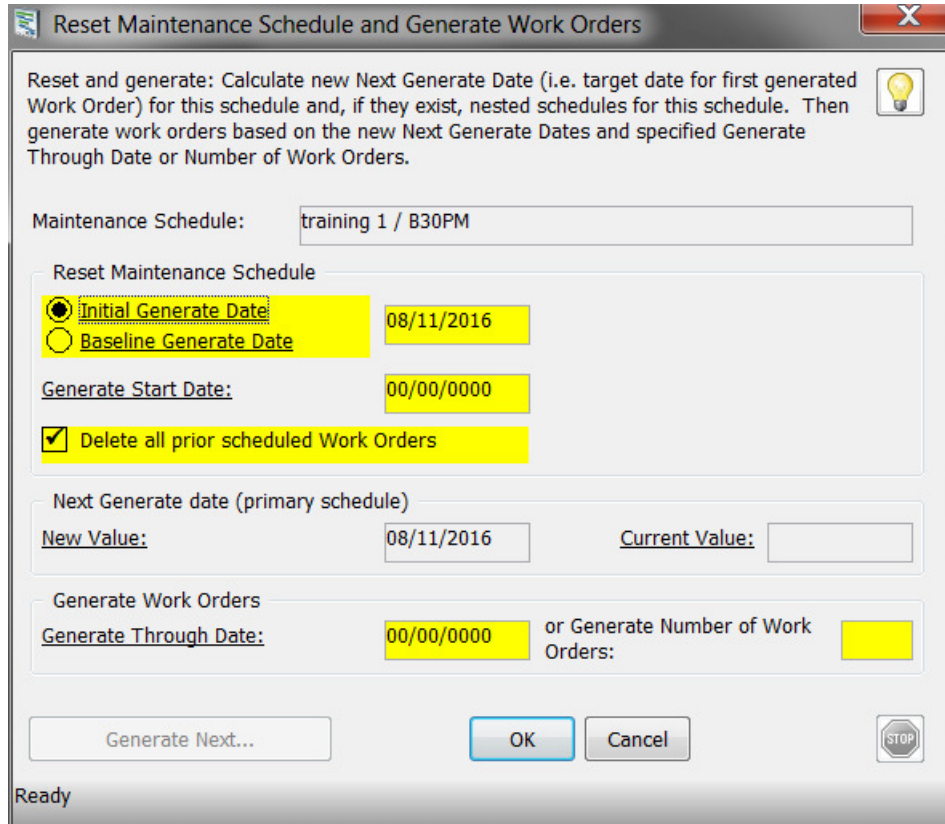 Reset Maintenance Schedule and Generate Work Orders
X
Reset and generate: Calculate new Next Generate Date (i.e. target date for first generated
Work Order) for this schedule and, if they exist, nested schedules for this schedule.  Then
generate work orders based on the new Next Generate Dates and specified Generate
Through Date or Number of Work Orders.
Maintenance Schedule: training 1 / B30PM
Reset Maintenance Schedule
Initial Generate Date 08/11/2016
Baseline Generate Date
Generate Start Date: 00/00/0000
Delete all prior scheduled Work Orders
Next Generate date (primary schedule)
New Value: 08/11/2016 Current Value:
Generate Work Orders
Generate Through Date: 00/00/0000 or Generate Number of Work
Orders:
Generate Next... OK Cancel STOP
Ready